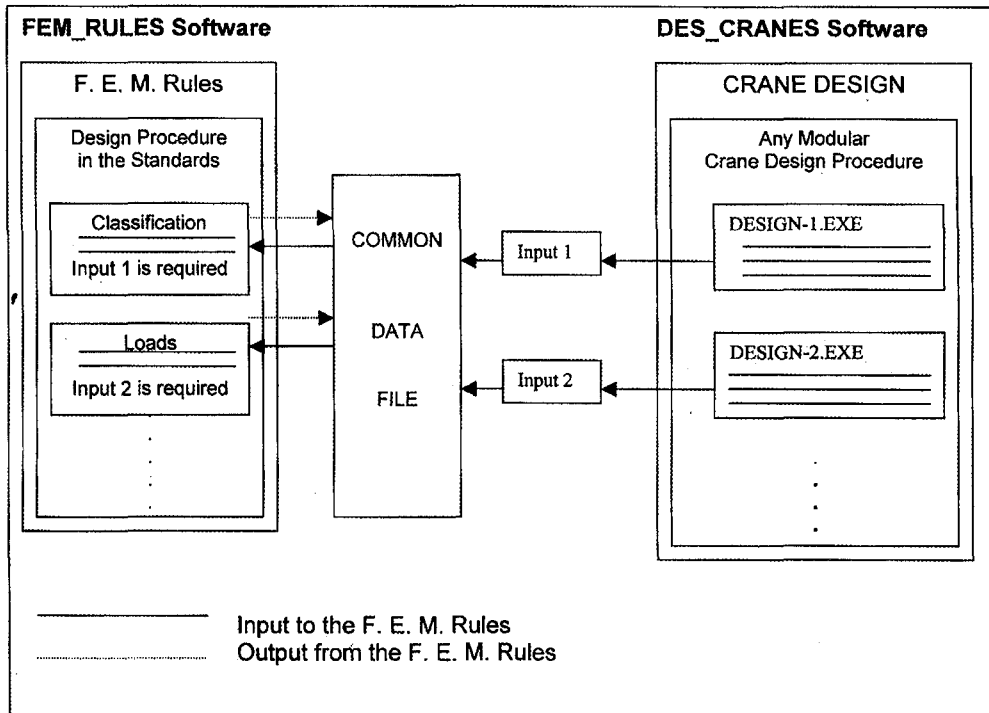 FEM_RULES Software
DES_CRANES Software
F. E. M. Rules
Design Procedure
in the Standards
Classification
Input 1 is required
Loads
Input 2 is required
COMMON
DATA
FILE
Input 1
Input 2
CRANE DESIGN
Any Modular
Crane Design Procedure
DESIGN-1.EXE
DESIGN-2.EXE
Input to the F. E. M. Rules
Output from the F. E. M. Rules